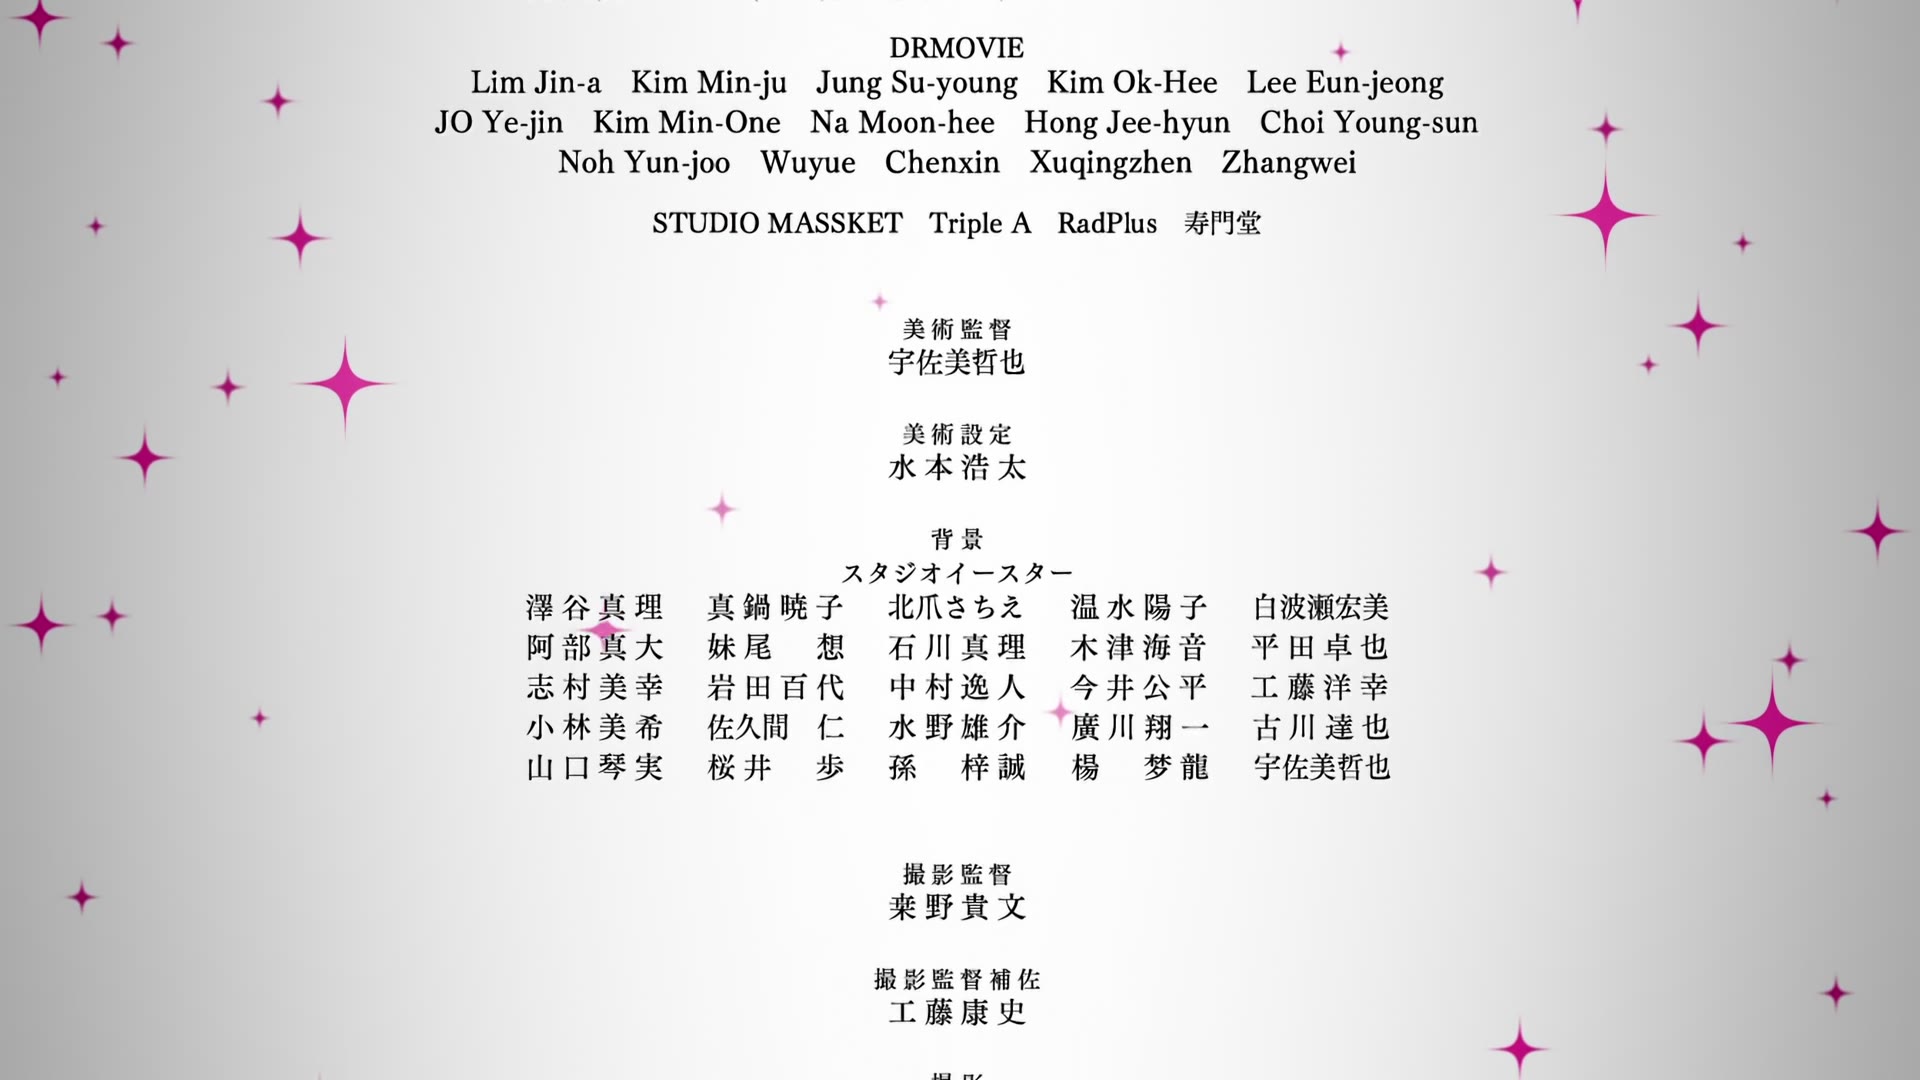 DRMOVIE
Lim Jin-a Kim Min-ju Jung Su-young Kim Ok-Hee Lee Eun-jeong
JO Ye-jin Kim Min-One Na Moon-hee Hong Jee-hyun Choi Young-sun
Noh Yun-joo Wuyue Chenxin Xuqingzhen Zhangwei
STUDIO MASSKET Triple A RadPlus 寿門堂
美術監督
宇佐美哲也
美術設定
水本浩太
背景
スタジオイースター
澤谷真理 真鍋暁子 北爪さちえ 温水陽子 白波瀬宏美
阿部真大 妹尾 想 石川真理 木津海音 平田卓也
志村美幸 岩田百代 中村逸人 今井公平 工藤洋幸
小林美希 佐久間 仁 水野雄介 廣川翔一 古川達也
山口琴実 桜井 歩 孫 梓誠 楊 梦龍 宇佐美哲也
撮影監督
桒野貴文
撮影監督補佐
工藤康史
撮影